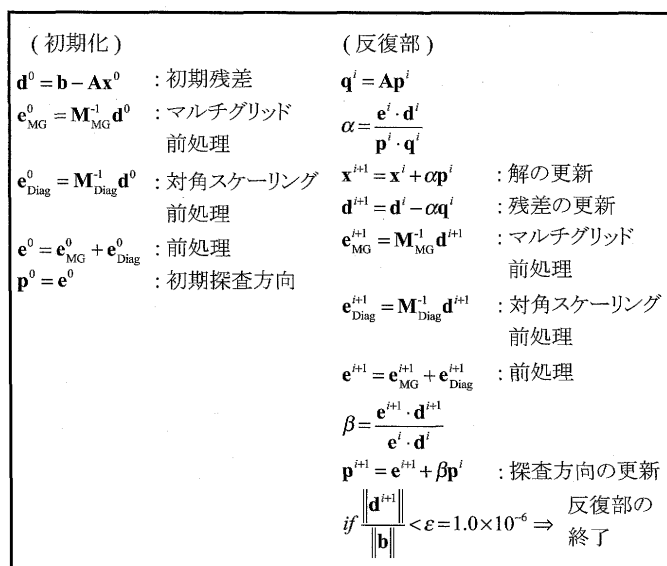 (初期化)
d⁰ = b − Ax⁰ : 初期残差
e⁰_MG = M⁻¹_MG d⁰ : マルチグリッド
前処理
e⁰_Diag = M⁻¹_Diag d⁰ : 対角スケーリング
前処理
e⁰ = e⁰_MG + e⁰_Diag : 前処理
p⁰ = e⁰ : 初期探査方向
(反復部)
qⁱ = Apⁱ
α = eⁱ · dⁱ / pⁱ · qⁱ
xⁱ⁺¹ = xⁱ + αpⁱ : 解の更新
dⁱ⁺¹ = dⁱ − αqⁱ : 残差の更新
eⁱ⁺¹_MG = M⁻¹_MG dⁱ⁺¹ : マルチグリッド
前処理
eⁱ⁺¹_Diag = M⁻¹_Diag dⁱ⁺¹ : 対角スケーリング
前処理
eⁱ⁺¹ = eⁱ⁺¹_MG + eⁱ⁺¹_Diag : 前処理
β = eⁱ⁺¹ · dⁱ⁺¹ / eⁱ · dⁱ
pⁱ⁺¹ = eⁱ⁺¹ + βpⁱ : 探査方向の更新
if ‖dⁱ⁺¹‖ / ‖b‖ < ε = 1.0×10⁻⁶ ⇒ 反復部の
終了